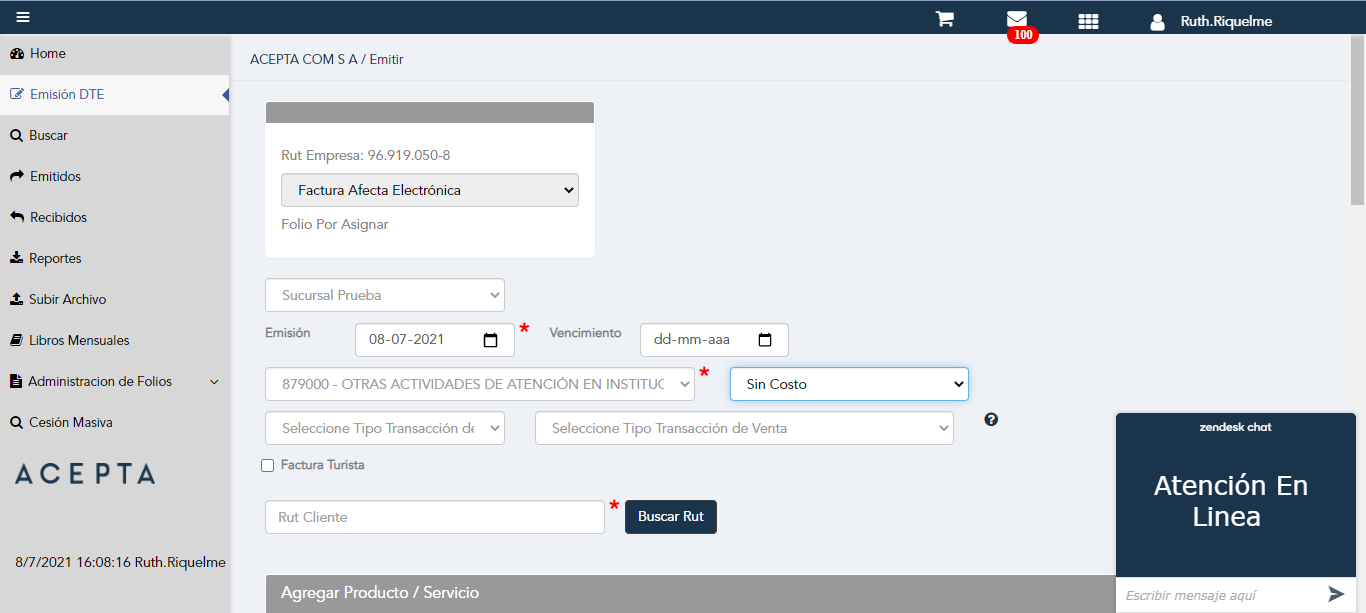 100
Ruth.Riquelme
Home
Emisión DTE
Buscar
Emitidos
Recibidos
Reportes
Subir Archivo
Libros Mensuales
Administracion de Folios
Cesión Masiva
ACEPTA
8/7/2021 16:08:16 Ruth.Riquelme
ACEPTA COM S A / Emitir
Rut Empresa: 96.919.050-8
Factura Afecta Electrónica
Folio Por Asignar
Sucursal Prueba
Emisión 08-07-2021 * Vencimiento dd-mm-aaa
879000 - OTRAS ACTIVIDADES DE ATENCIÓN EN INSTITUC * Sin Costo
Seleccione Tipo Transacción de Seleccione Tipo Transacción de Venta ?
Factura Turista
Rut Cliente * Buscar Rut
Agregar Producto / Servicio
zendesk chat
Atención En
Linea
Escribir mensaje aquí